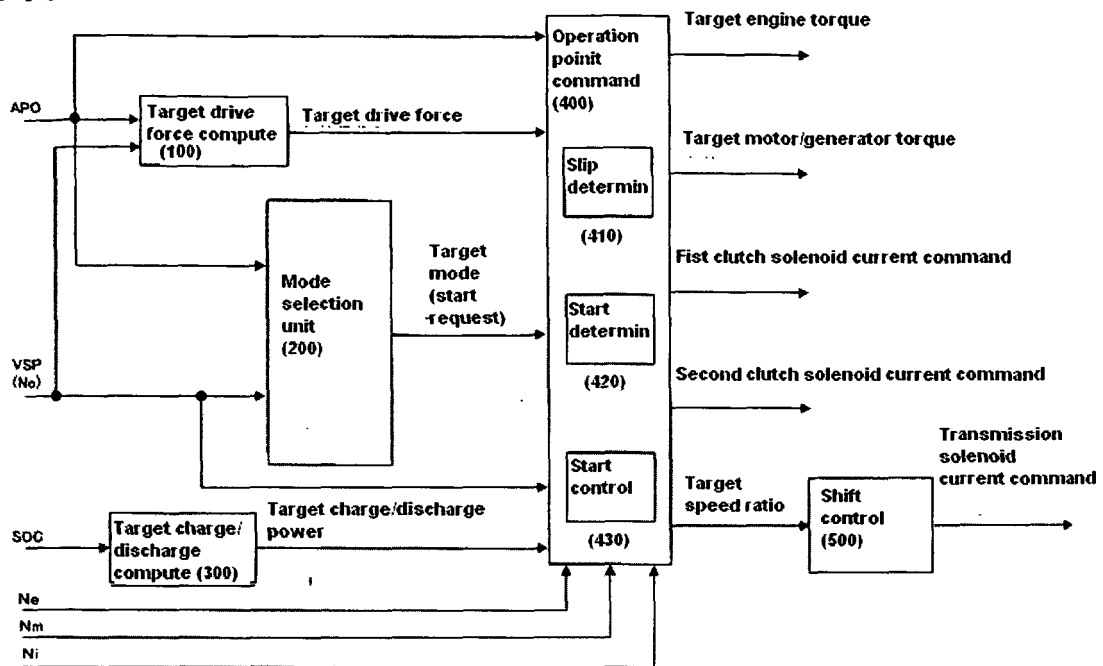 Target engine torque
Operation
poinit
command
(400)
APO
Target drive
force compute
(100)
Target drive force
Target motor/generator torque
Slip
determin
(410)
Fist clutch solenoid current command
Mode
selection
unit
(200)
Target
mode
(start
-request)
Start
determin
(420)
VSP
(No)
Second clutch solenoid current command
Start
control
(430)
Target
speed ratio
Shift
control
(500)
Transmission
solenoid
current command
SOC
Target charge/
discharge
compute (300)
Target charge/discharge
power
Ne
Nm
Ni